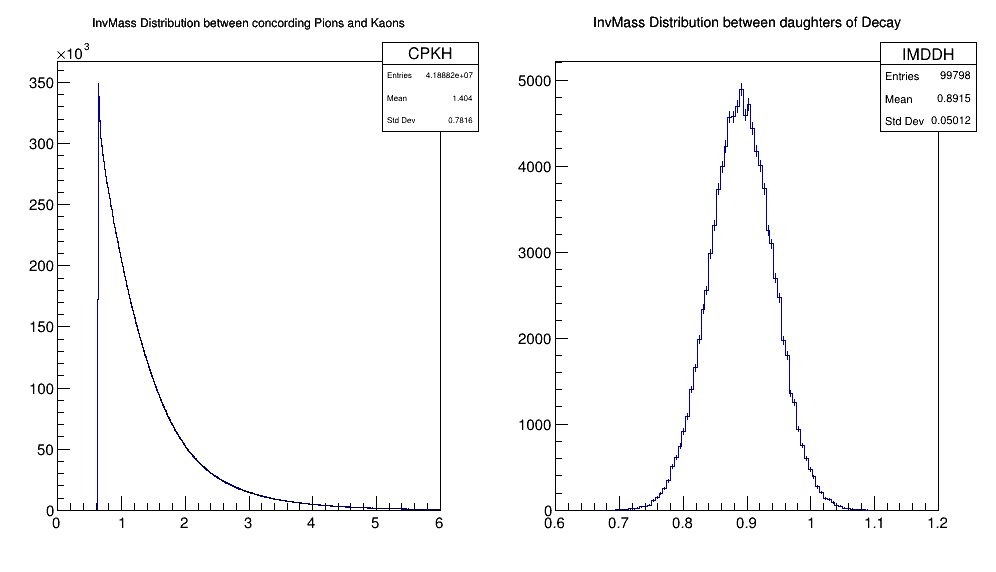 InvMass Distribution between concording Pions and Kaons
×10³
CPKH
Entries 4.18882e+07
Mean 1.404
Std Dev 0.7816
350
300
250
200
150
100
50
0
0 1 2 3 4 5 6
InvMass Distribution between daughters of Decay
IMDDH
Entries 99798
Mean 0.8915
Std Dev 0.05012
5000
4000
3000
2000
1000
0
0.6 0.7 0.8 0.9 1 1.1 1.2